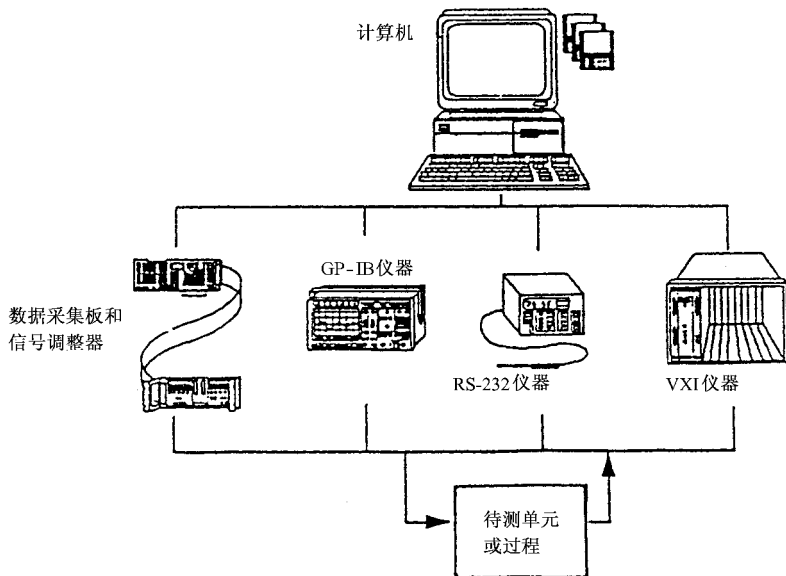 计算机
GP-IB仪器
数据采集板和
信号调整器
RS-232仪器
VXI仪器
待测单元
或过程